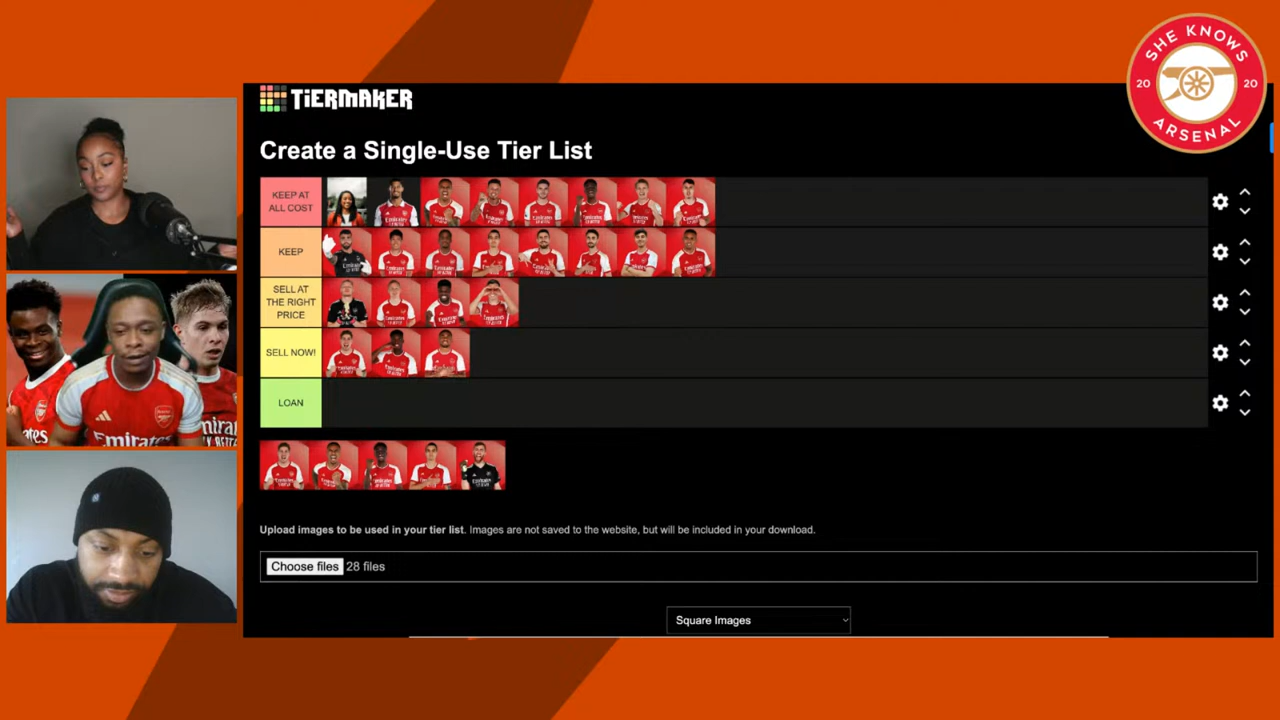 SHE KNOWS
20 20
ARSENAL
TiERMAKER
Create a Single-Use Tier List
KEEP AT
ALL COST
KEEP
SELL AT
THE RIGHT
PRICE
SELL NOW!
LOAN
Upload images to be used in your tier list. Images are not saved to the website, but will be included in your download.
Choose files 28 files
Square Images
Emirates